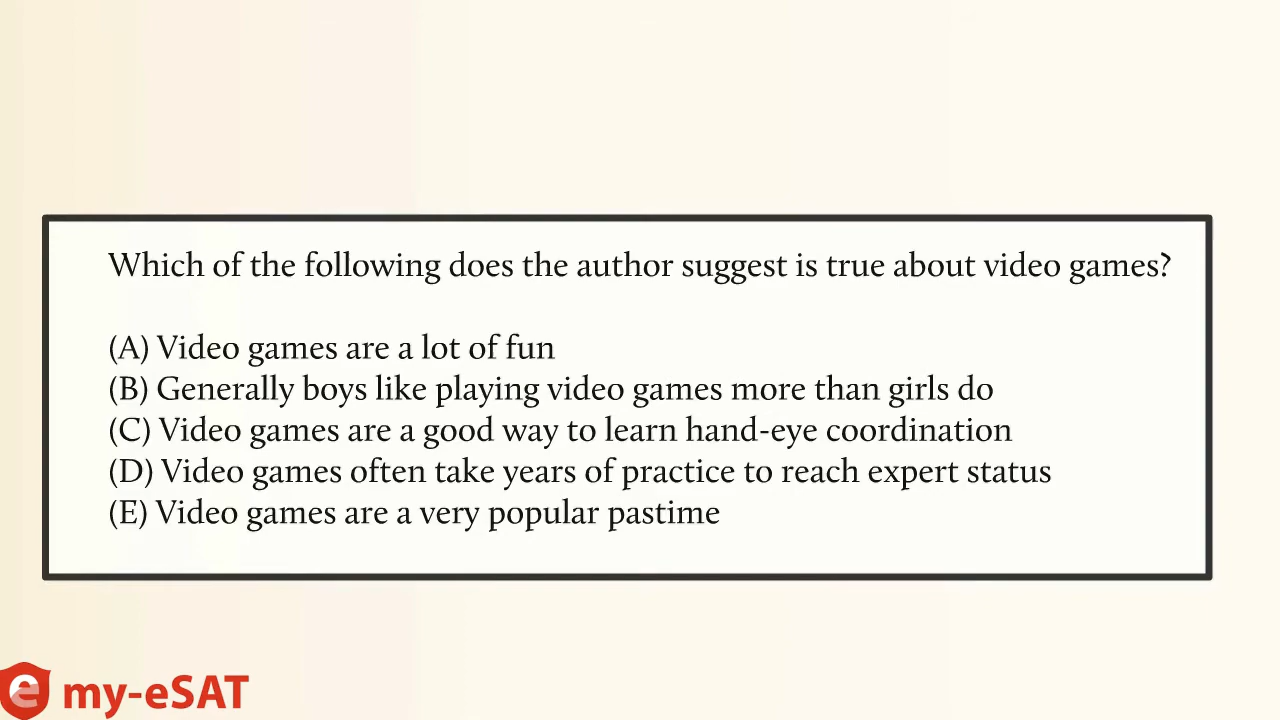 Which of the following does the author suggest is true about video games?
(A) Video games are a lot of fun
(B) Generally boys like playing video games more than girls do
(C) Video games are a good way to learn hand-eye coordination
(D) Video games often take years of practice to reach expert status
(E) Video games are a very popular pastime
e my-eSAT